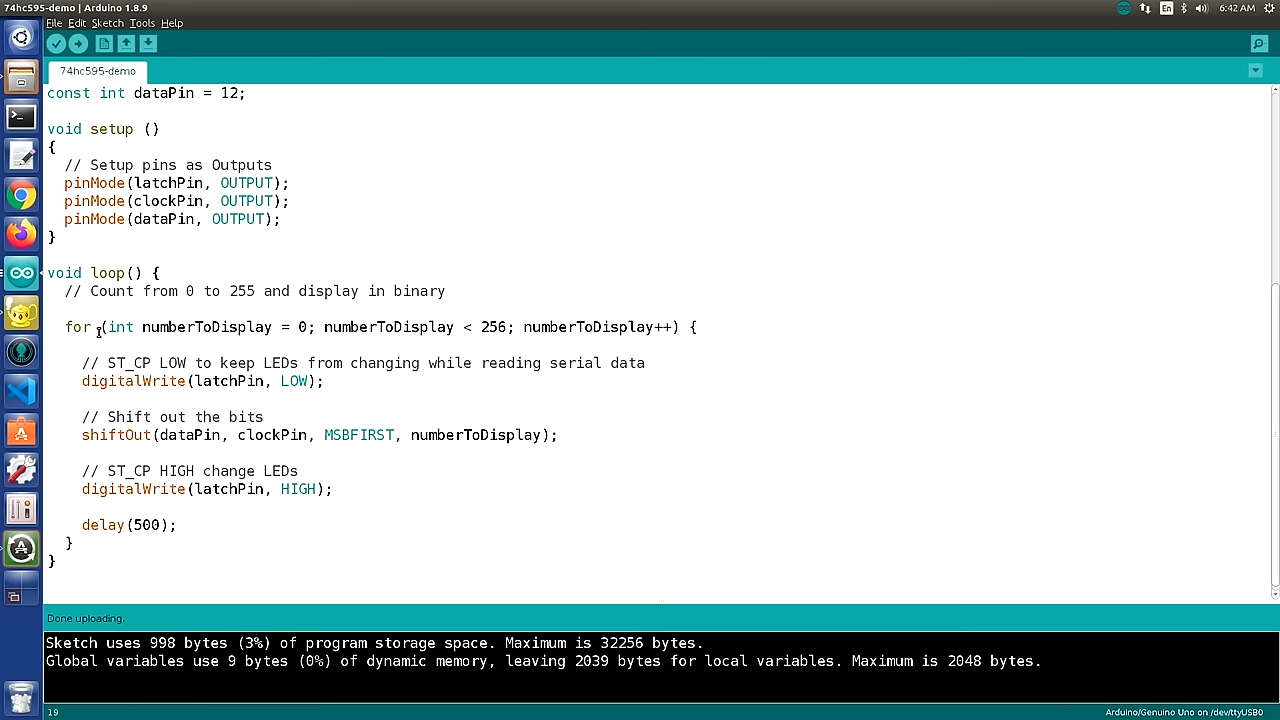 74hc595-demo | Arduino 1.8.9
En
6:42 AM
File Edit Sketch Tools Help
74hc595-demo
const int dataPin = 12;
void setup ()
{
// Setup pins as Outputs
pinMode(latchPin, OUTPUT);
pinMode(clockPin, OUTPUT);
pinMode(dataPin, OUTPUT);
}
void loop() {
// Count from 0 to 255 and display in binary
for (int numberToDisplay = 0; numberToDisplay < 256; numberToDisplay++) {
// ST_CP LOW to keep LEDs from changing while reading serial data
digitalWrite(latchPin, LOW);
// Shift out the bits
shiftOut(dataPin, clockPin, MSBFIRST, numberToDisplay);
// ST_CP HIGH change LEDs
digitalWrite(latchPin, HIGH);
delay(500);
}
}
Done uploading.
Sketch uses 998 bytes (3%) of program storage space. Maximum is 32256 bytes.
Global variables use 9 bytes (0%) of dynamic memory, leaving 2039 bytes for local variables. Maximum is 2048 bytes.
19
Arduino/Genuino Uno on /dev/ttyUSB0